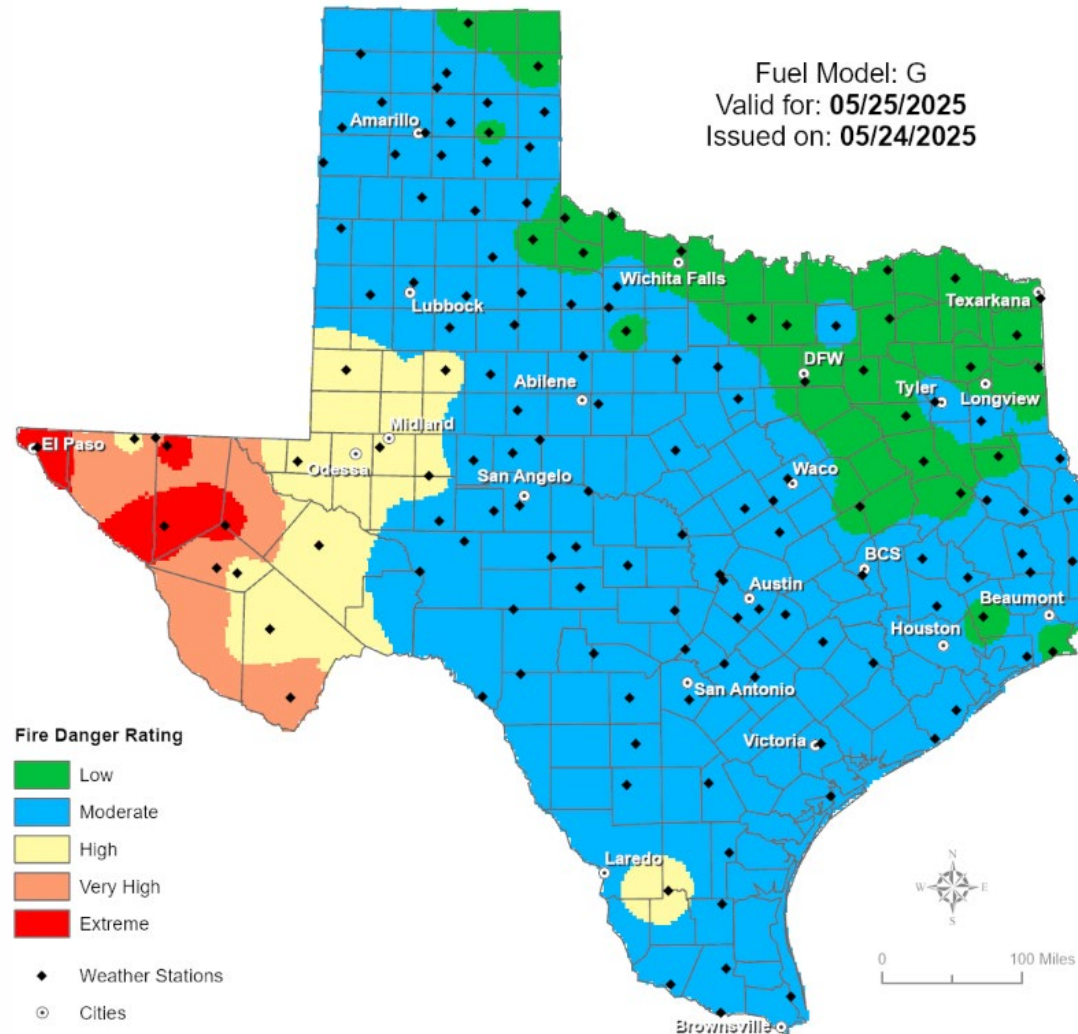 Fuel Model: G
Valid for: 05/25/2025
Issued on: 05/24/2025
Amarillo
Wichita Falls
Lubbock
Texarkana
DFW
Abilene
Tyler
Longview
Midland
El Paso
Odessa
San Angelo
Waco
BCS
Austin
Beaumont
Houston
San Antonio
Victoria
Laredo
Brownsville
Fire Danger Rating
Low
Moderate
High
Very High
Extreme
Weather Stations
Cities
N
W E
S
0 100 Miles